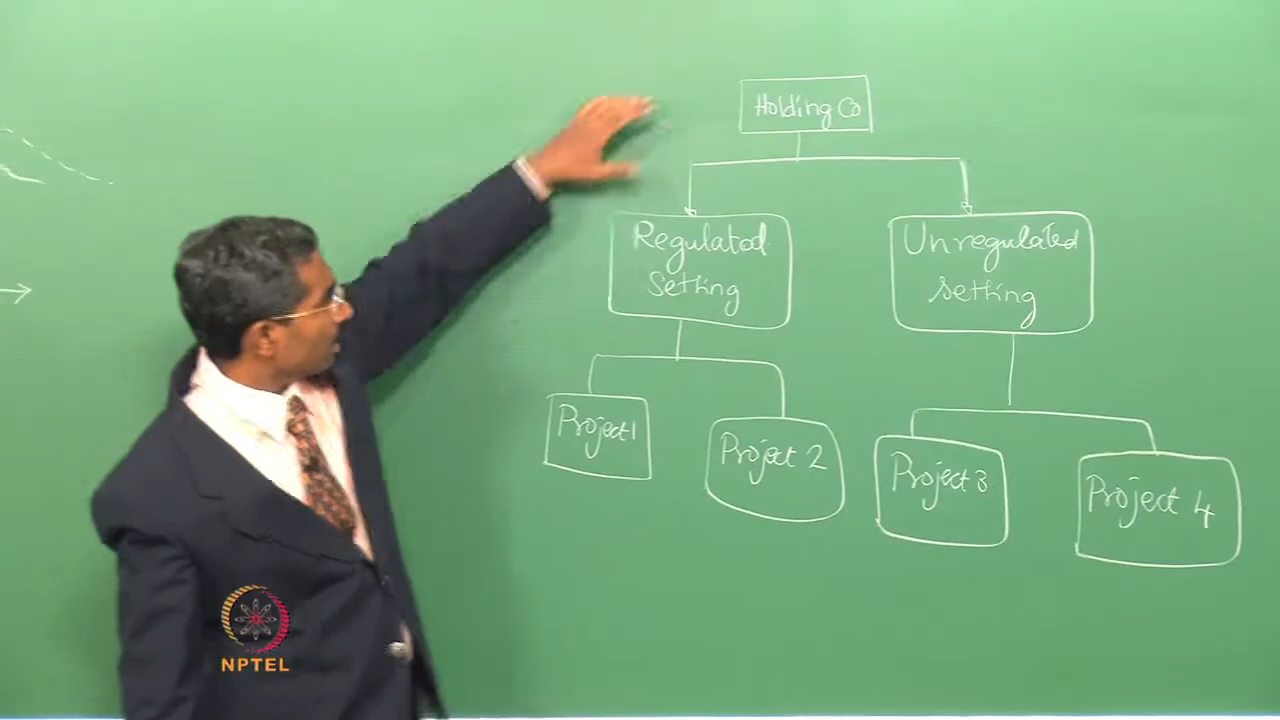 Holding Co
Regulated
Setting
Unregulated
Setting
Project 1
Project 2
Project 3
Project 4
NPTEL